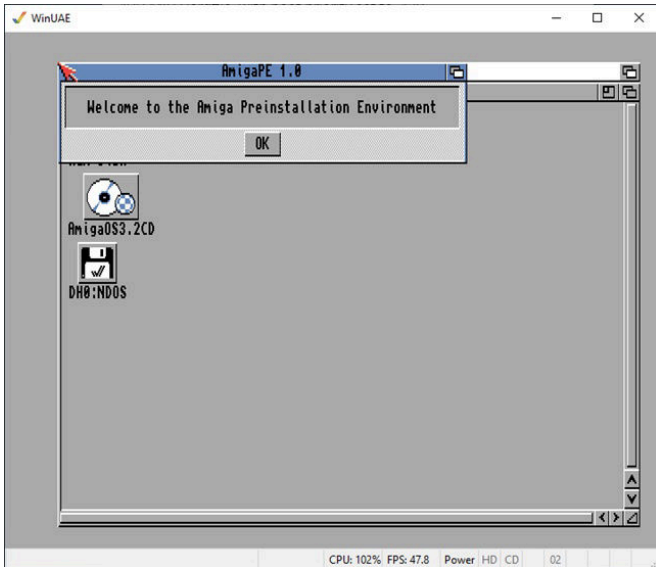 WinUAE
AmigaPE 1.0
Welcome to the Amiga Preinstallation Environment
OK
AmigaOS3.2CD
DH0:NDOS
CPU: 102% FPS: 47.8 Power HD CD 02